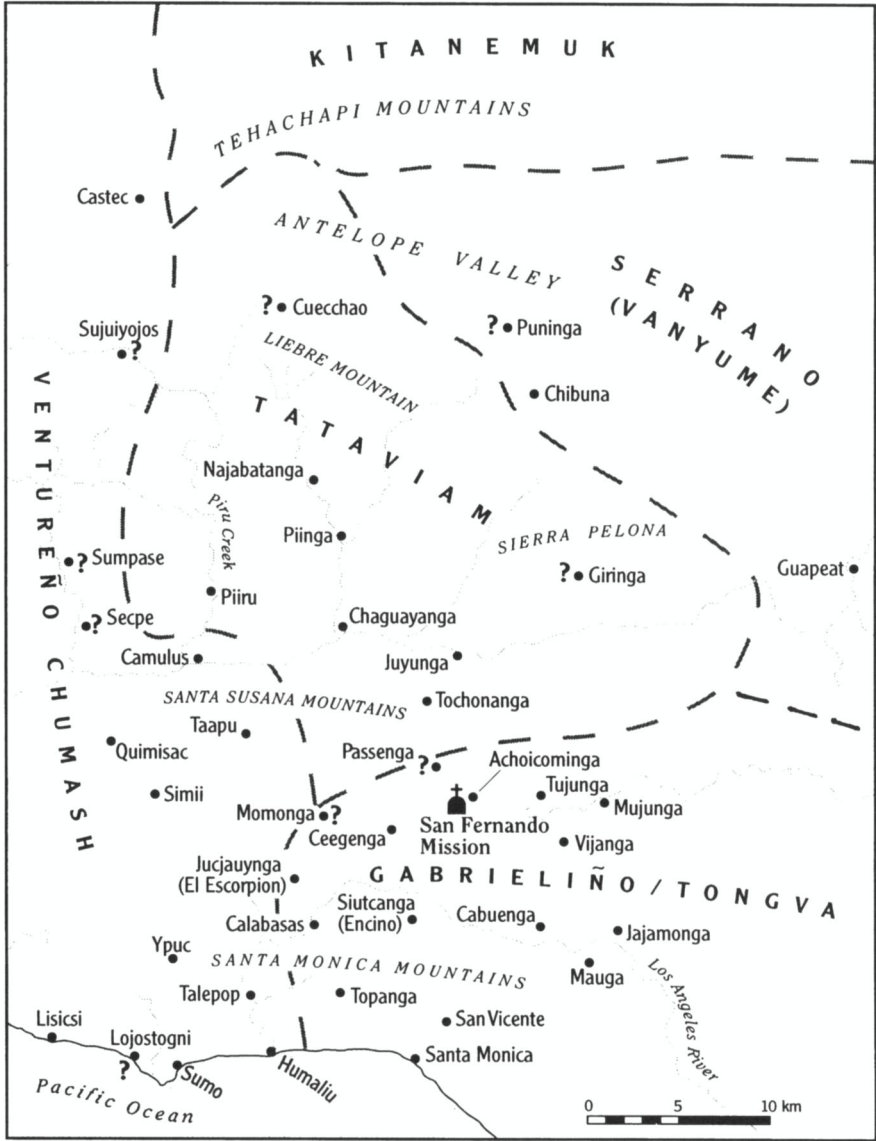 KITANEMUK
TEHACHAPI MOUNTAINS
Castec
ANTELOPE VALLEY
SERRANO
(VANYUME)
? Cuecchao
? Puninga
Sujuiyojos
?
LIEBRE MOUNTAIN
Chibuna
VENTUREÑO CHUMASH
TATAVIAM
Najabatanga
Piru Creek
Piinga
SIERRA PELONA
? Sumpase
? Giringa
Guapeat
Piiru
? Secpe
Chaguayanga
Camulus
Juyunga
SANTA SUSANA MOUNTAINS
Tochonanga
Taapu
Quimisac
Passenga
?
Achoicominga
Simii
Tujunga
Mujunga
Momonga ?
San Fernando
Mission
Ceegenga
Vijanga
Jucjauynga
(El Escorpion)
GABRIELIÑO/TONGVA
Siutcanga
(Encino)
Calabasas
Cabuenga
Jajamonga
Ypuc
SANTA MONICA MOUNTAINS
Mauga
Los Angeles River
Talepop
Topanga
San Vicente
Lisicsi
Lojostogni
?
Sumo
Humaliu
Santa Monica
Pacific Ocean
0 5 10 km